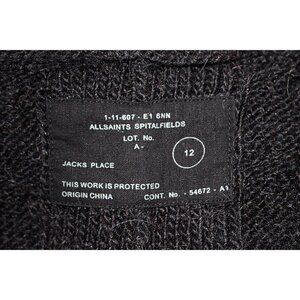 1-11-607 - E1 6NN
ALLSAINTS SPITALFIELDS
LOT. No.
A -
12
JACKS PLACE
THIS WORK IS PROTECTED
ORIGIN CHINA CONT. No. - 54672 - A1